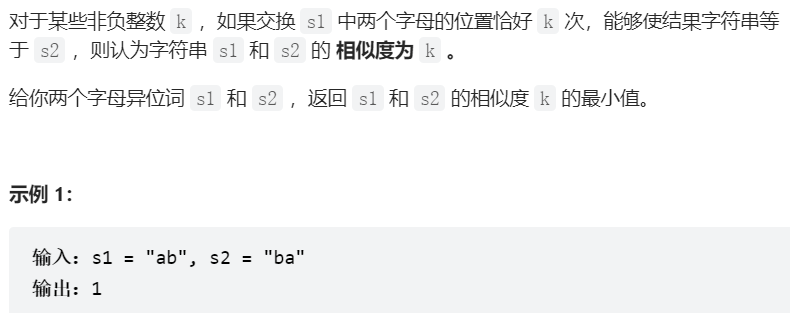 对于某些非负整数 k ，如果交换 s1 中两个字母的位置恰好 k 次，能够使结果字符串等
于 s2 ，则认为字符串 s1 和 s2 的 相似度为 k 。
给你两个字母异位词 s1 和 s2 ，返回 s1 和 s2 的相似度 k 的最小值。
示例 1：
输入：s1 = "ab", s2 = "ba"
输出：1